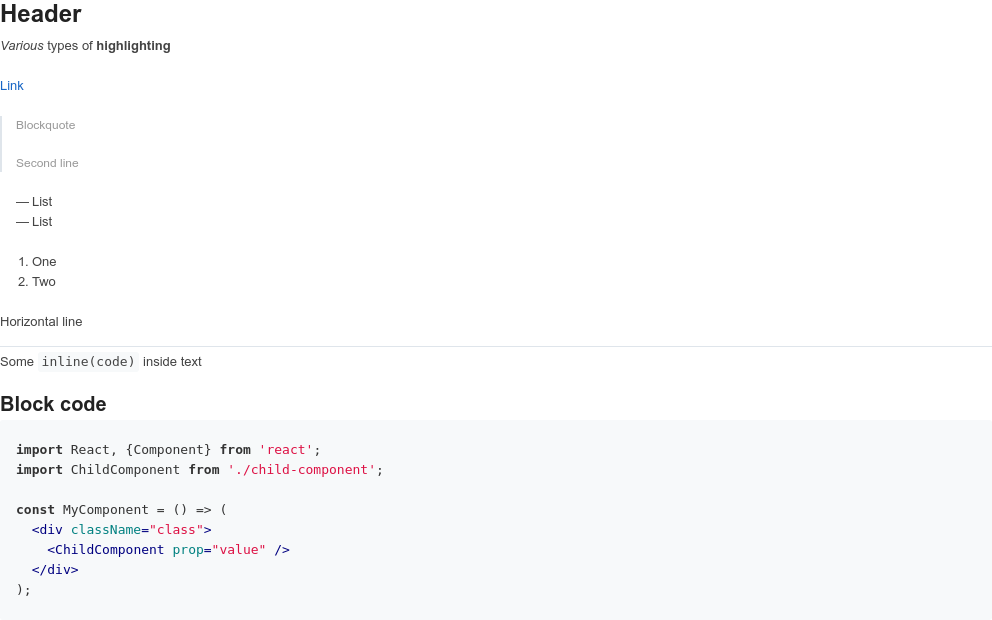 Header
Various types of highlighting
Link
Blockquote
Second line
— List
— List
1. One
2. Two
Horizontal line
Some inline(code) inside text
Block code
import React, {Component} from 'react';
import ChildComponent from './child-component';
const MyComponent = () => (
  <div className="class">
    <ChildComponent prop="value" />
  </div>
);